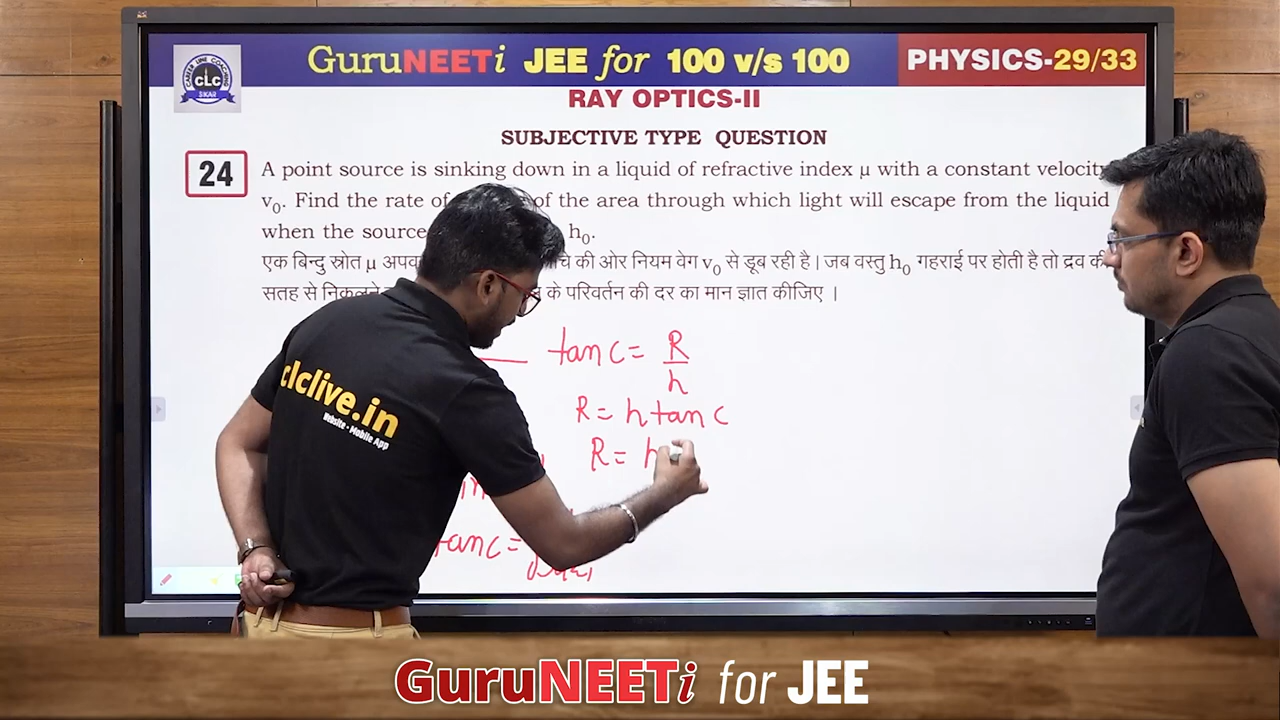 GuruNEETi JEE for 100 v/s 100
PHYSICS-29/33
CAREER LINE COACHING
CLC
SIKAR
RAY OPTICS-II
SUBJECTIVE TYPE QUESTION
24
A point source is sinking down in a liquid of refractive index µ with a constant velocity
v₀. Find the rate of of the area through which light will escape from the liquid
when the source h₀.
एक बिन्दु स्रोत µ की ओर नियम वेग v₀ से डूब रही है। जब वस्तु h₀ गहराई पर होती है तो द्रव की
सतह से के परिवर्तन की दर का मान ज्ञात कीजिए ।
tan C = R/h
R = h tan C
R = h
tan C =
clclive.in
Website - Mobile App
GuruNEETi for JEE